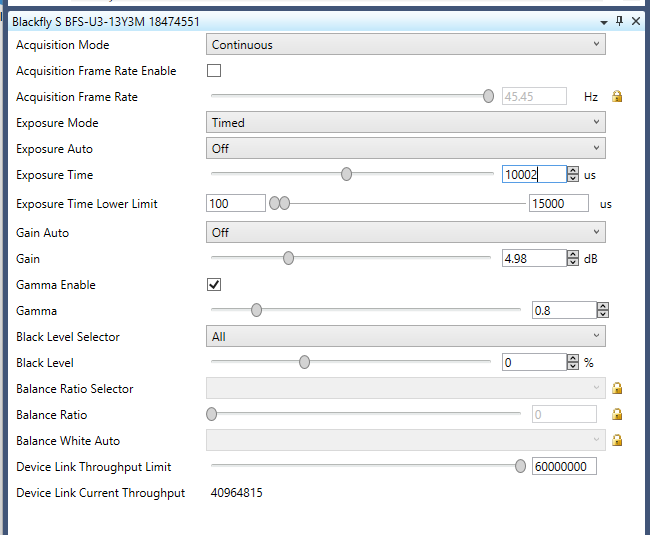 Blackfly S BFS-U3-13Y3M 18474551
Acquisition Mode Continuous
Acquisition Frame Rate Enable
Acquisition Frame Rate 45.45 Hz
Exposure Mode Timed
Exposure Auto Off
Exposure Time 10002 us
Exposure Time Lower Limit 100 15000 us
Gain Auto Off
Gain 4.98 dB
Gamma Enable
Gamma 0.8
Black Level Selector All
Black Level 0 %
Balance Ratio Selector
Balance Ratio 0
Balance White Auto
Device Link Throughput Limit 60000000
Device Link Current Throughput 40964815